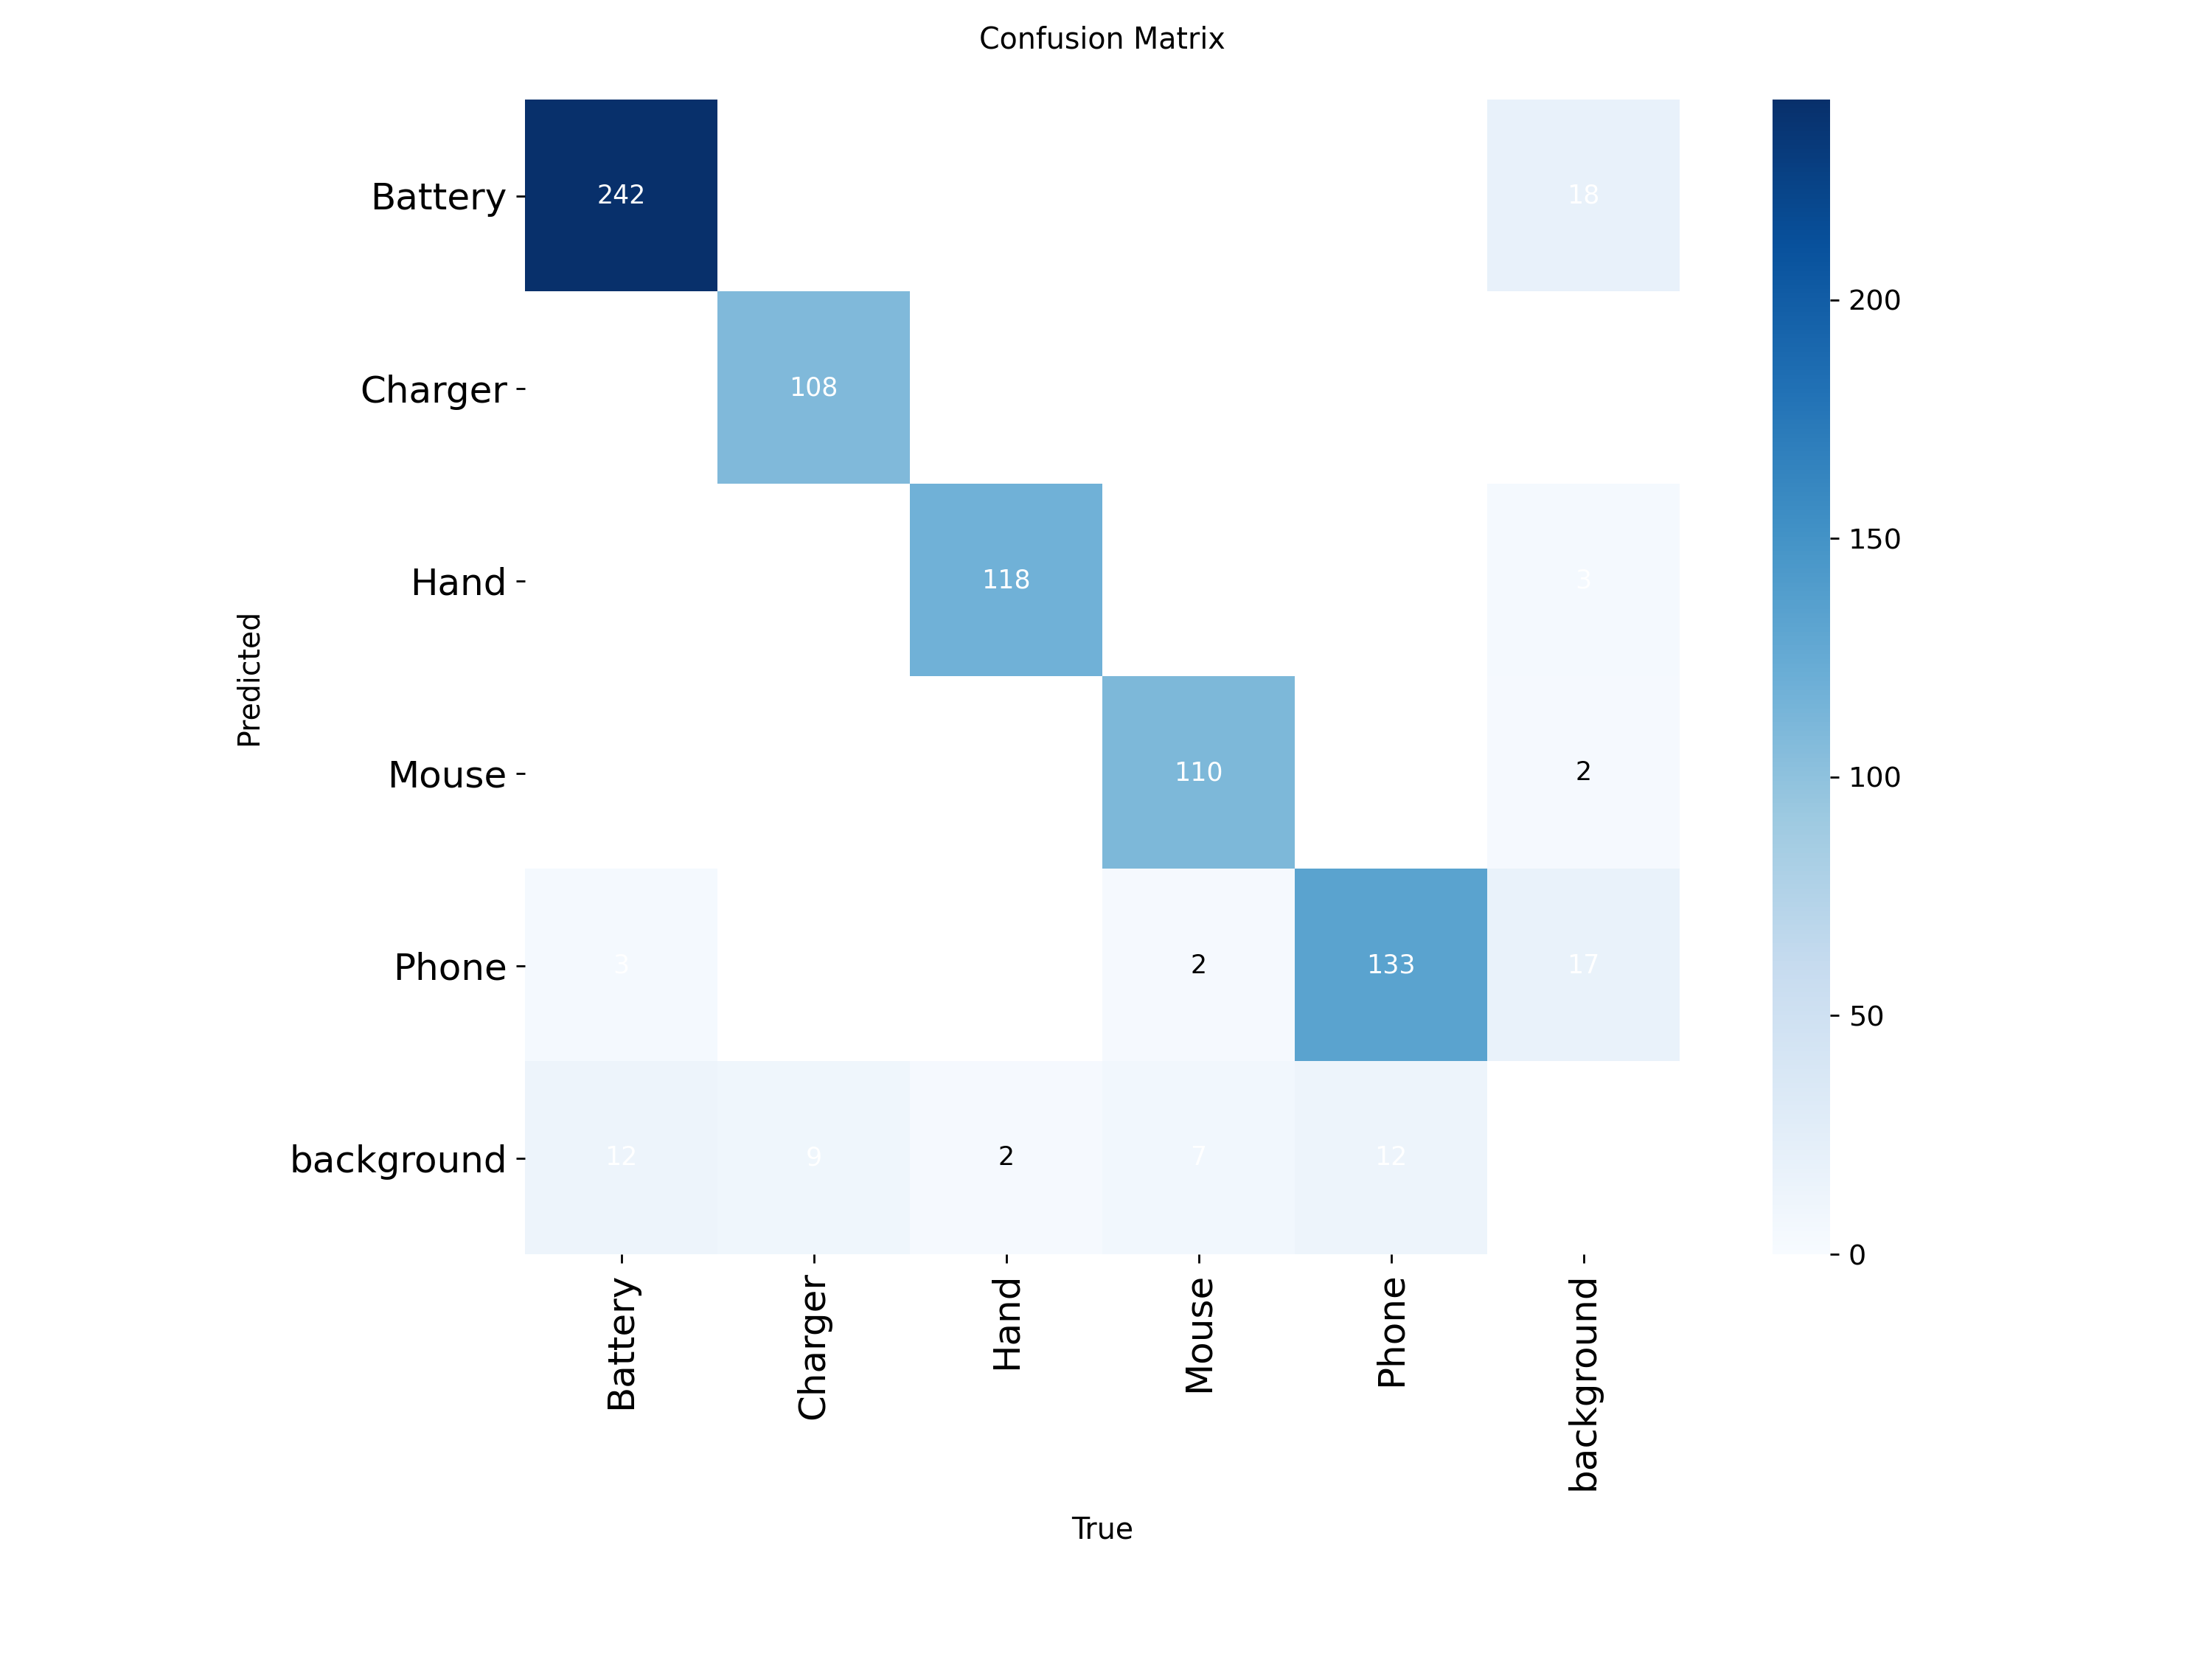 Confusion Matrix
Battery
242
18
Charger
108
Hand
118
3
Mouse
110
2
Phone
3
2
133
17
background
12
9
2
7
12
Predicted
Battery
Charger
Hand
Mouse
Phone
background
True
200
150
100
50
0